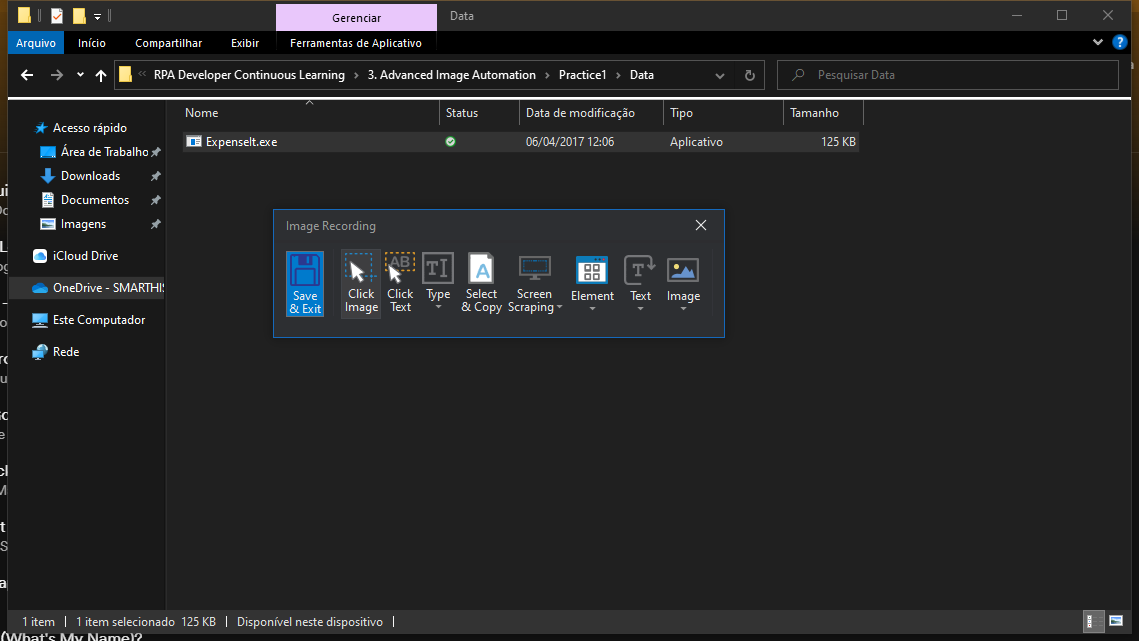 Gerenciar
Data
Arquivo
Início
Compartilhar
Exibir
Ferramentas de Aplicativo
RPA Developer Continuous Learning
3. Advanced Image Automation
Practice1
Data
Pesquisar Data
Nome
Status
Data de modificação
Tipo
Tamanho
ExpenseIt.exe
06/04/2017 12:06
Aplicativo
125 KB
Acesso rápido
Área de Trabalho
Downloads
Documentos
Imagens
iCloud Drive
OneDrive - SMARTHIS
Este Computador
Rede
Image Recording
Save
& Exit
Click
Image
Click
Text
Type
Select
& Copy
Screen
Scraping
Element
Text
Image
1 item
1 item selecionado 125 KB
Disponível neste dispositivo
(What's My Name)?